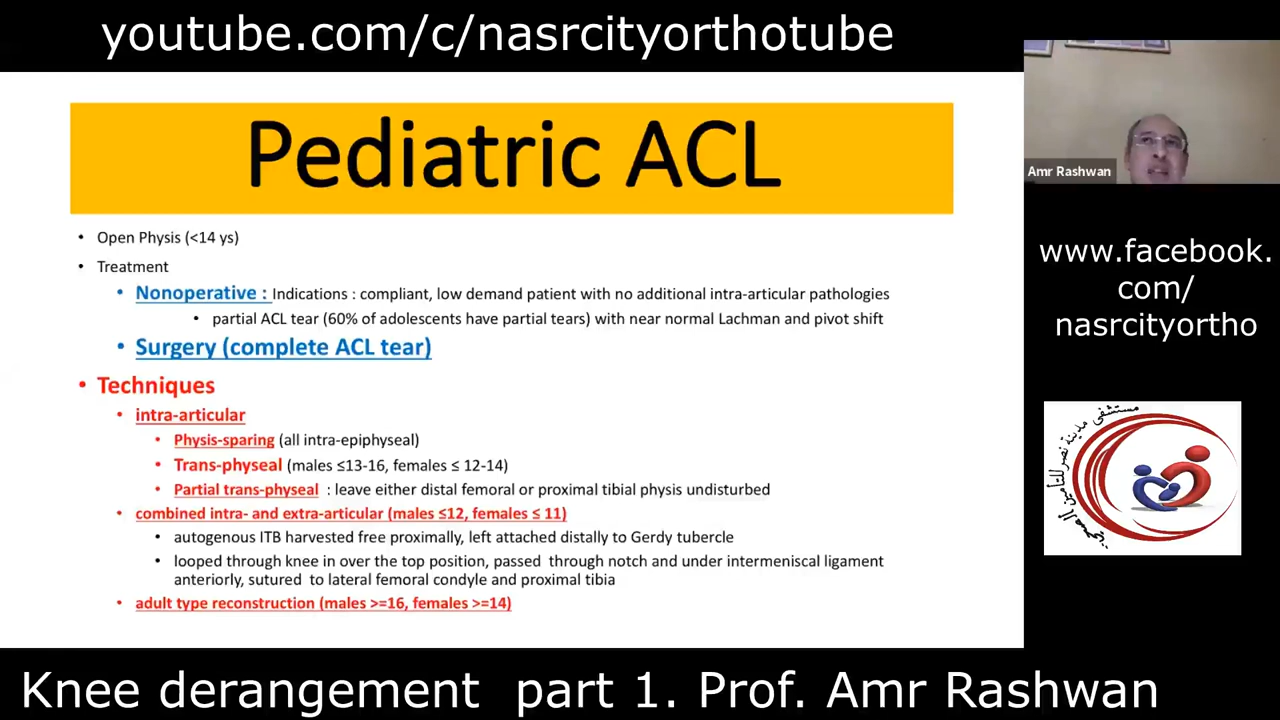 youtube.com/c/nasrcityorthotube
Pediatric ACL
• Open Physis (<14 ys)
• Treatment
• Nonoperative : Indications : compliant, low demand patient with no additional intra-articular pathologies
• partial ACL tear (60% of adolescents have partial tears) with near normal Lachman and pivot shift
• Surgery (complete ACL tear)
• Techniques
• intra-articular
• Physis-sparing (all intra-epiphyseal)
• Trans-physeal (males ≤13-16, females ≤ 12-14)
• Partial trans-physeal : leave either distal femoral or proximal tibial physis undisturbed
• combined intra- and extra-articular (males ≤12, females ≤ 11)
• autogenous ITB harvested free proximally, left attached distally to Gerdy tubercle
• looped through knee in over the top position, passed through notch and under intermeniscal ligament
anteriorly, sutured to lateral femoral condyle and proximal tibia
• adult type reconstruction (males >=16, females >=14)
Amr Rashwan
www.facebook.
com/
nasrcityortho
مستشفى مدينة نصر للتأمين الصحي
Knee derangement part 1. Prof. Amr Rashwan